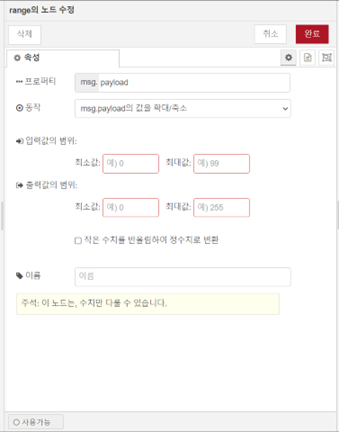 range의 노드 수정
삭제 취소 완료
속성
프로퍼티 msg. payload
동작 msg.payload의 값을 확대/축소
입력값의 범위:
최소값: 예) 0 최대값: 예) 99
출력값의 범위:
최소값: 예) 0 최대값: 예) 255
작은 수치를 반올림하여 정수치로 변환
이름 이름
주석: 이 노드는, 수치만 다룰 수 있습니다.
사용가능